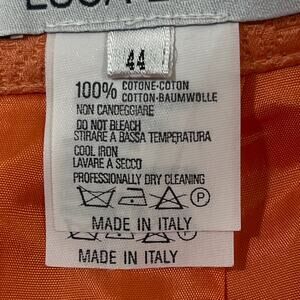 44
100% COTONE-COTON
COTTON-BAUMWOLLE
NON CANDEGGIARE
DO NOT BLEACH
STIRARE A BASSA TEMPERATURA
COOL IRON
LAVARE A SECCO
PROFESSIONALLY DRY CLEANING
P
MADE IN ITALY
MADE IN ITALY